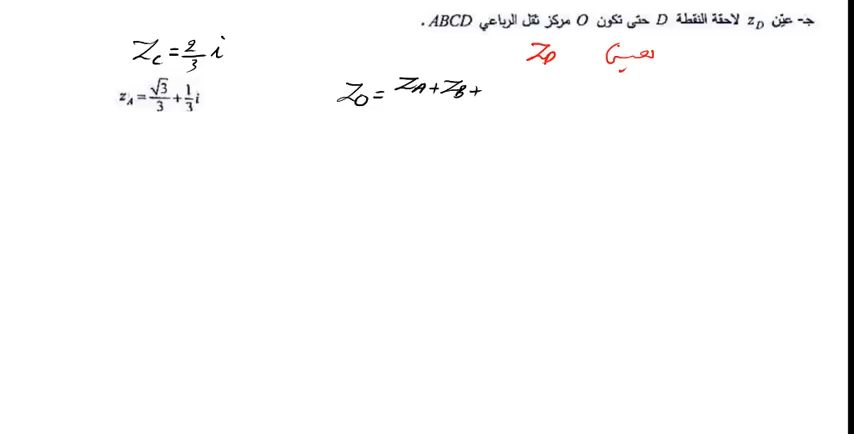 جـ- عيّن z_D لاحقة النقطة D حتى تكون O مركز ثقل الرباعي ABCD .
تعيين Z_D
Z_C = 2/3 i
z_A = √3/3 + 1/3 i
Z_O = Z_A + Z_B +